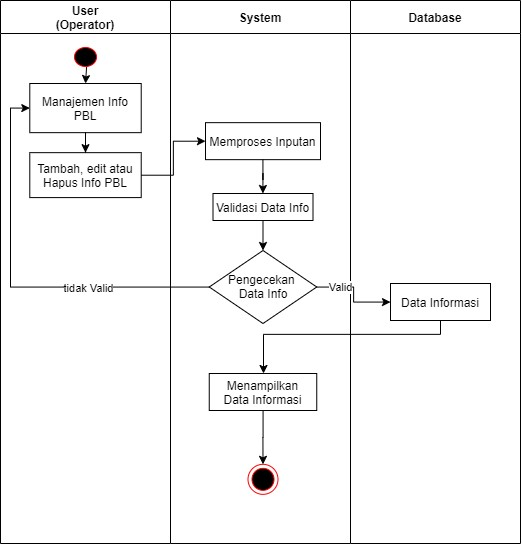 User
(Operator)
System
Database
Manajemen Info
PBL
Tambah, edit atau
Hapus Info PBL
Memproses Inputan
Validasi Data Info
Pengecekan
Data Info
tidak Valid
Valid
Data Informasi
Menampilkan
Data Informasi